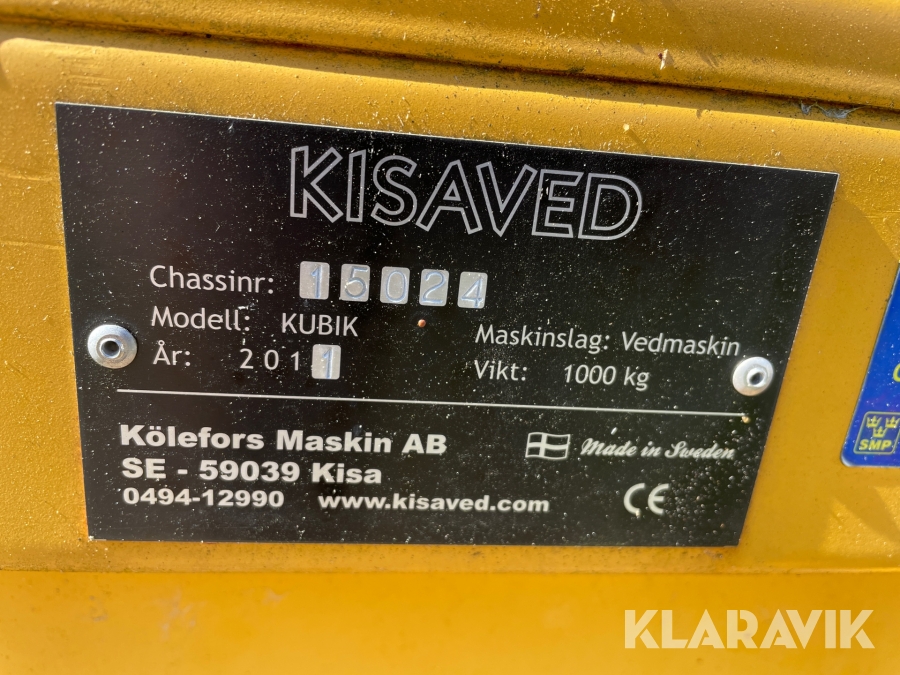 KISAVED
Chassinr: 15024
Modell: KUBIK
Maskinslag: Vedmaskin
År: 2011
Vikt: 1000 kg
Kölefors Maskin AB
Made in Sweden
SE - 59039 Kisa
0494-12990 www.kisaved.com
CE
SMP
KLARAVIK